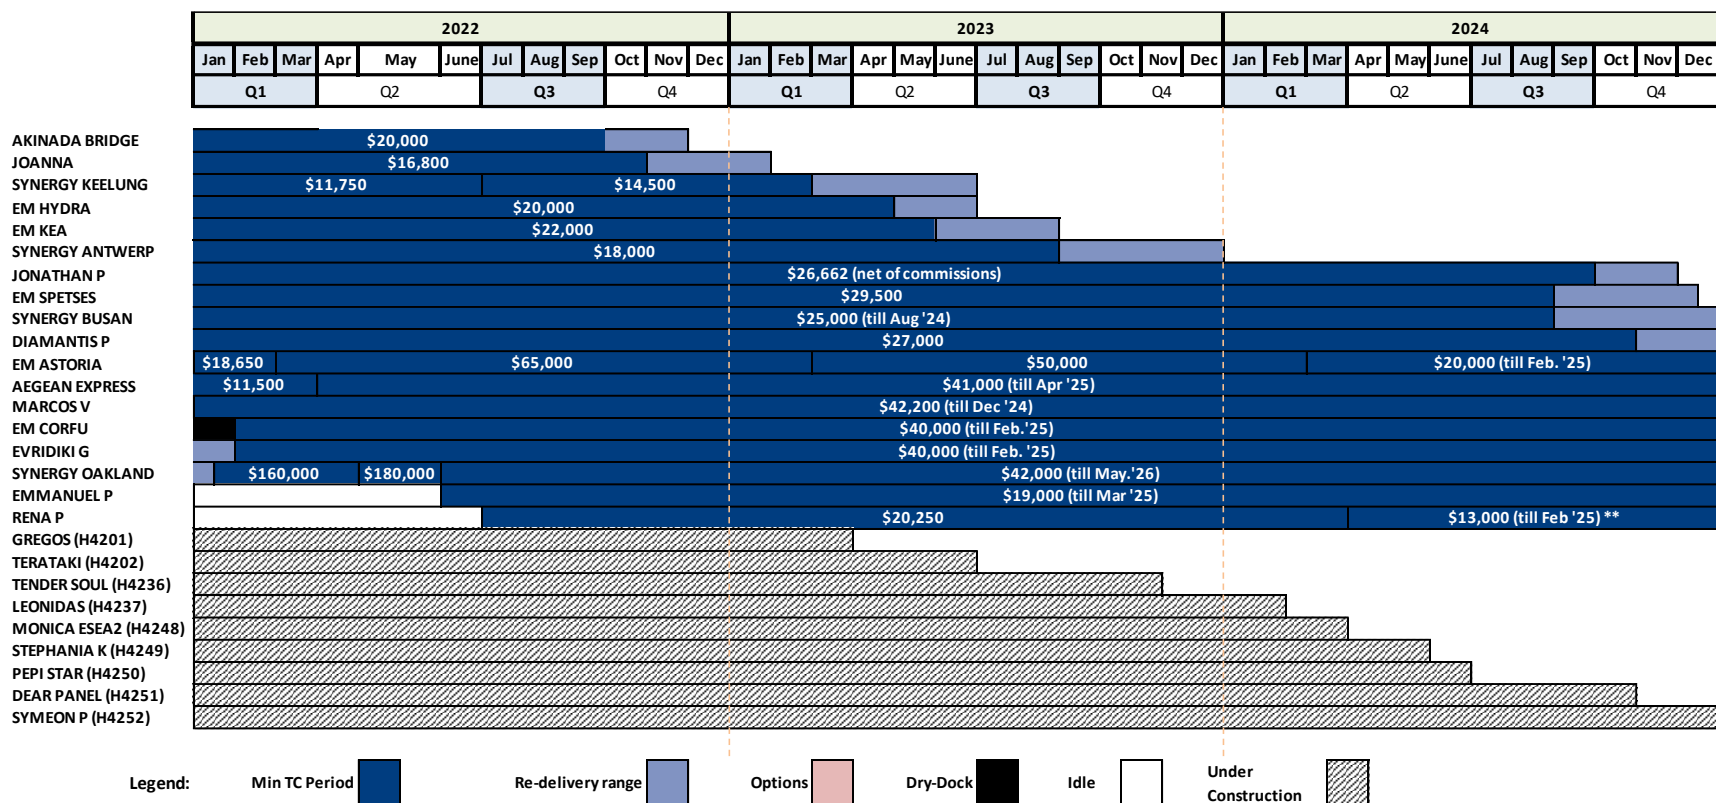 2022 2023 2024
Jan Feb Mar Apr May June Jul Aug Sep Oct Nov Dec Jan Feb Mar Apr May June Jul Aug Sep Oct Nov Dec Jan Feb Mar Apr May June Jul Aug Sep Oct Nov Dec
Q1 Q2 Q3 Q4 Q1 Q2 Q3 Q4 Q1 Q2 Q3 Q4
AKINADA BRIDGE $20,000
JOANNA $16,800
SYNERGY KEELUNG $11,750 $14,500
EM HYDRA $20,000
EM KEA $22,000
SYNERGY ANTWERP $18,000
JONATHAN P $26,662 (net of commissions)
EM SPETSES $29,500
SYNERGY BUSAN $25,000 (till Aug '24)
DIAMANTIS P $27,000
EM ASTORIA $18,650 $65,000 $50,000 $20,000 (till Feb. '25)
AEGEAN EXPRESS $11,500 $41,000 (till Apr '25)
MARCOS V $42,200 (till Dec '24)
EM CORFU $40,000 (till Feb.'25)
EVRIDIKI G $40,000 (till Feb. '25)
SYNERGY OAKLAND $160,000 $180,000 $42,000 (till May.'26)
EMMANUEL P $19,000 (till Mar '25)
RENA P $20,250 $13,000 (till Feb '25) **
GREGOS (H4201)
TERATAKI (H4202)
TENDER SOUL (H4236)
LEONIDAS (H4237)
MONICA ESEA2 (H4248)
STEPHANIA K (H4249)
PEPI STAR (H4250)
DEAR PANEL (H4251)
SYMEON P (H4252)
Legend: Min TC Period Re-delivery range Options Dry-Dock Idle Under
Construction